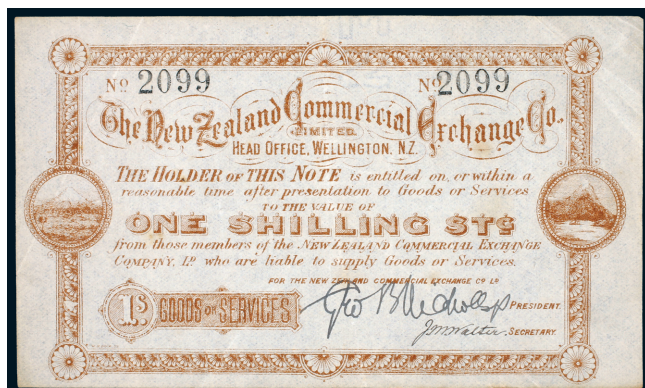 Nº 2099 Nº 2099
The New Zealand Commercial Exchange Co.,
LIMITED.
HEAD OFFICE, WELLINGTON. N.Z.
THE HOLDER OF THIS NOTE is entitled on, or within a
reasonable time after presentation to Goods or Services
TO THE VALUE OF
ONE SHILLING STG
from those members of the NEW ZEALAND COMMERCIAL EXCHANGE
COMPANY, LD who are liable to supply Goods or Services.
FOR THE NEW ZEALAND COMMERCIAL EXCHANGE CO LD
1S GOODS OR SERVICES
Geo B Nicholls PRESIDENT.
SECRETARY.